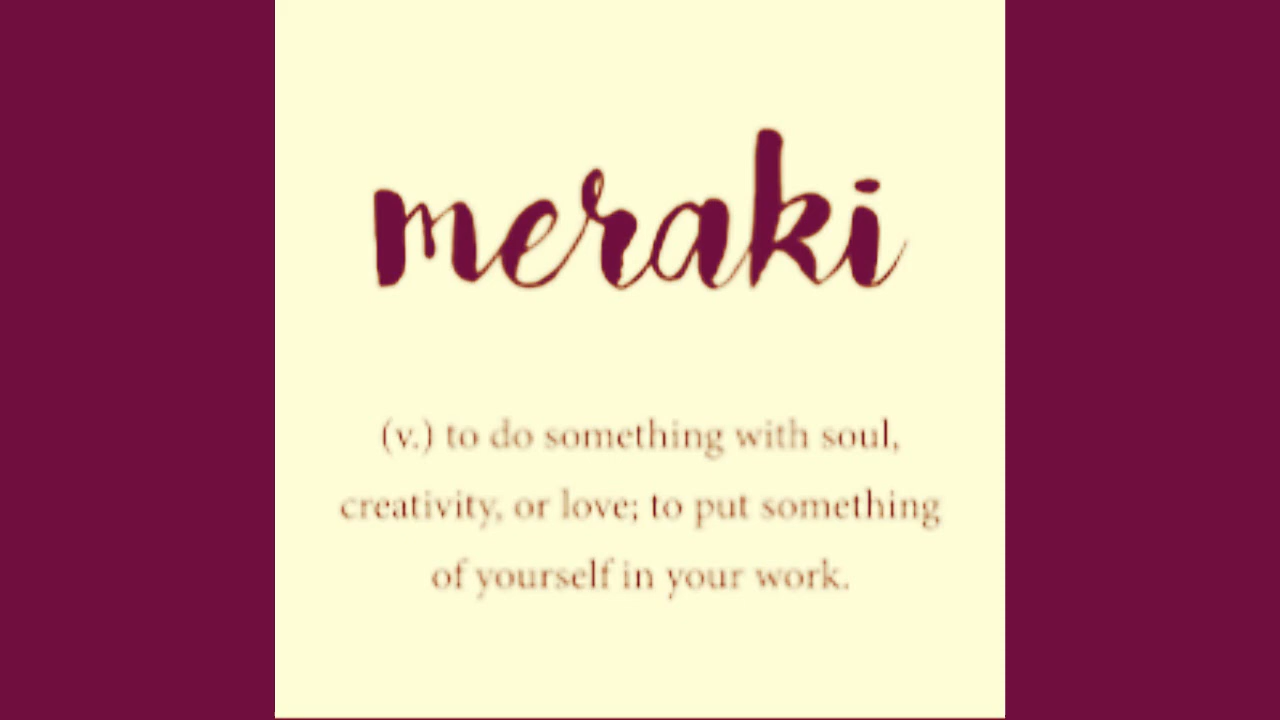 meraki
(v.) to do something with soul,
creativity, or love; to put something
of yourself in your work.